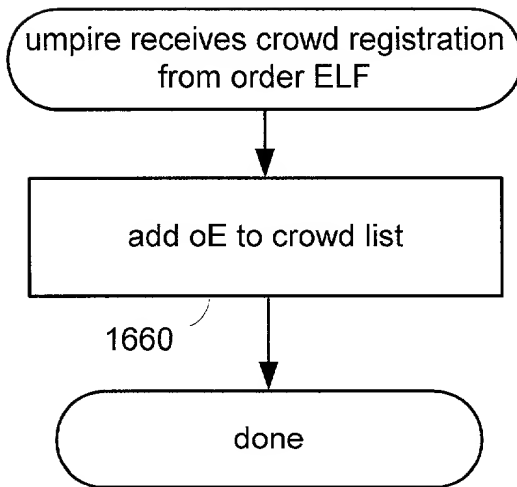 umpire receives crowd registration
from order ELF
add oE to crowd list
1660
done